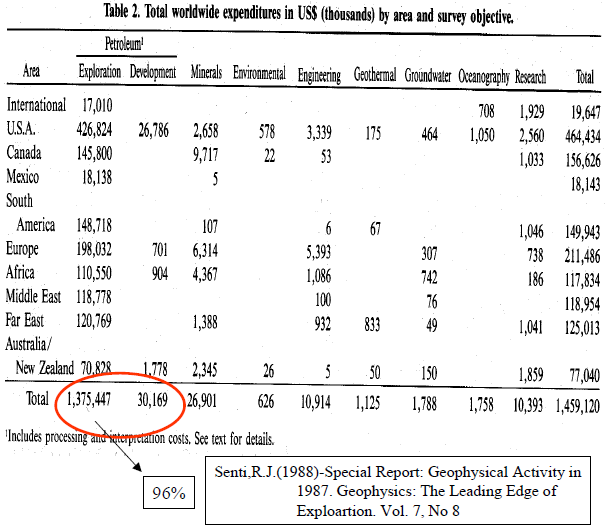 Table 2. Total worldwide expenditures in US$ (thousands) by area and survey objective.
Petroleum¹
Area Exploration Development Minerals Environmental Engineering Geothermal Groundwater Oceanography Research Total
International 17,010 708 1,929 19,647
U.S.A. 426,824 26,786 2,658 578 3,339 175 464 1,050 2,560 464,434
Canada 145,800 9,717 22 53 1,033 156,626
Mexico 18,138 5 18,143
South
America 148,718 107 6 67 1,046 149,943
Europe 198,032 701 6,314 5,393 307 738 211,486
Africa 110,550 904 4,367 1,086 742 186 117,834
Middle East 118,778 100 76 118,954
Far East 120,769 1,388 932 833 49 1,041 125,013
Australia/
New Zealand 70,828 1,778 2,345 26 5 50 150 1,859 77,040
Total 1,375,447 30,169 26,901 626 10,914 1,125 1,788 1,758 10,393 1,459,120
¹Includes processing and interpretation costs. See text for details.
96%
Senti,R.J.(1988)-Special Report: Geophysical Activity in
1987. Geophysics: The Leading Edge of
Exploartion. Vol. 7, No 8